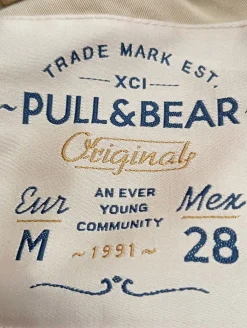 TRADE MARK EST.
XCI
~PULL&BEAR~
Originals
Eur AN EVER Mex
YOUNG
COMMUNITY
M ~1991~ 28